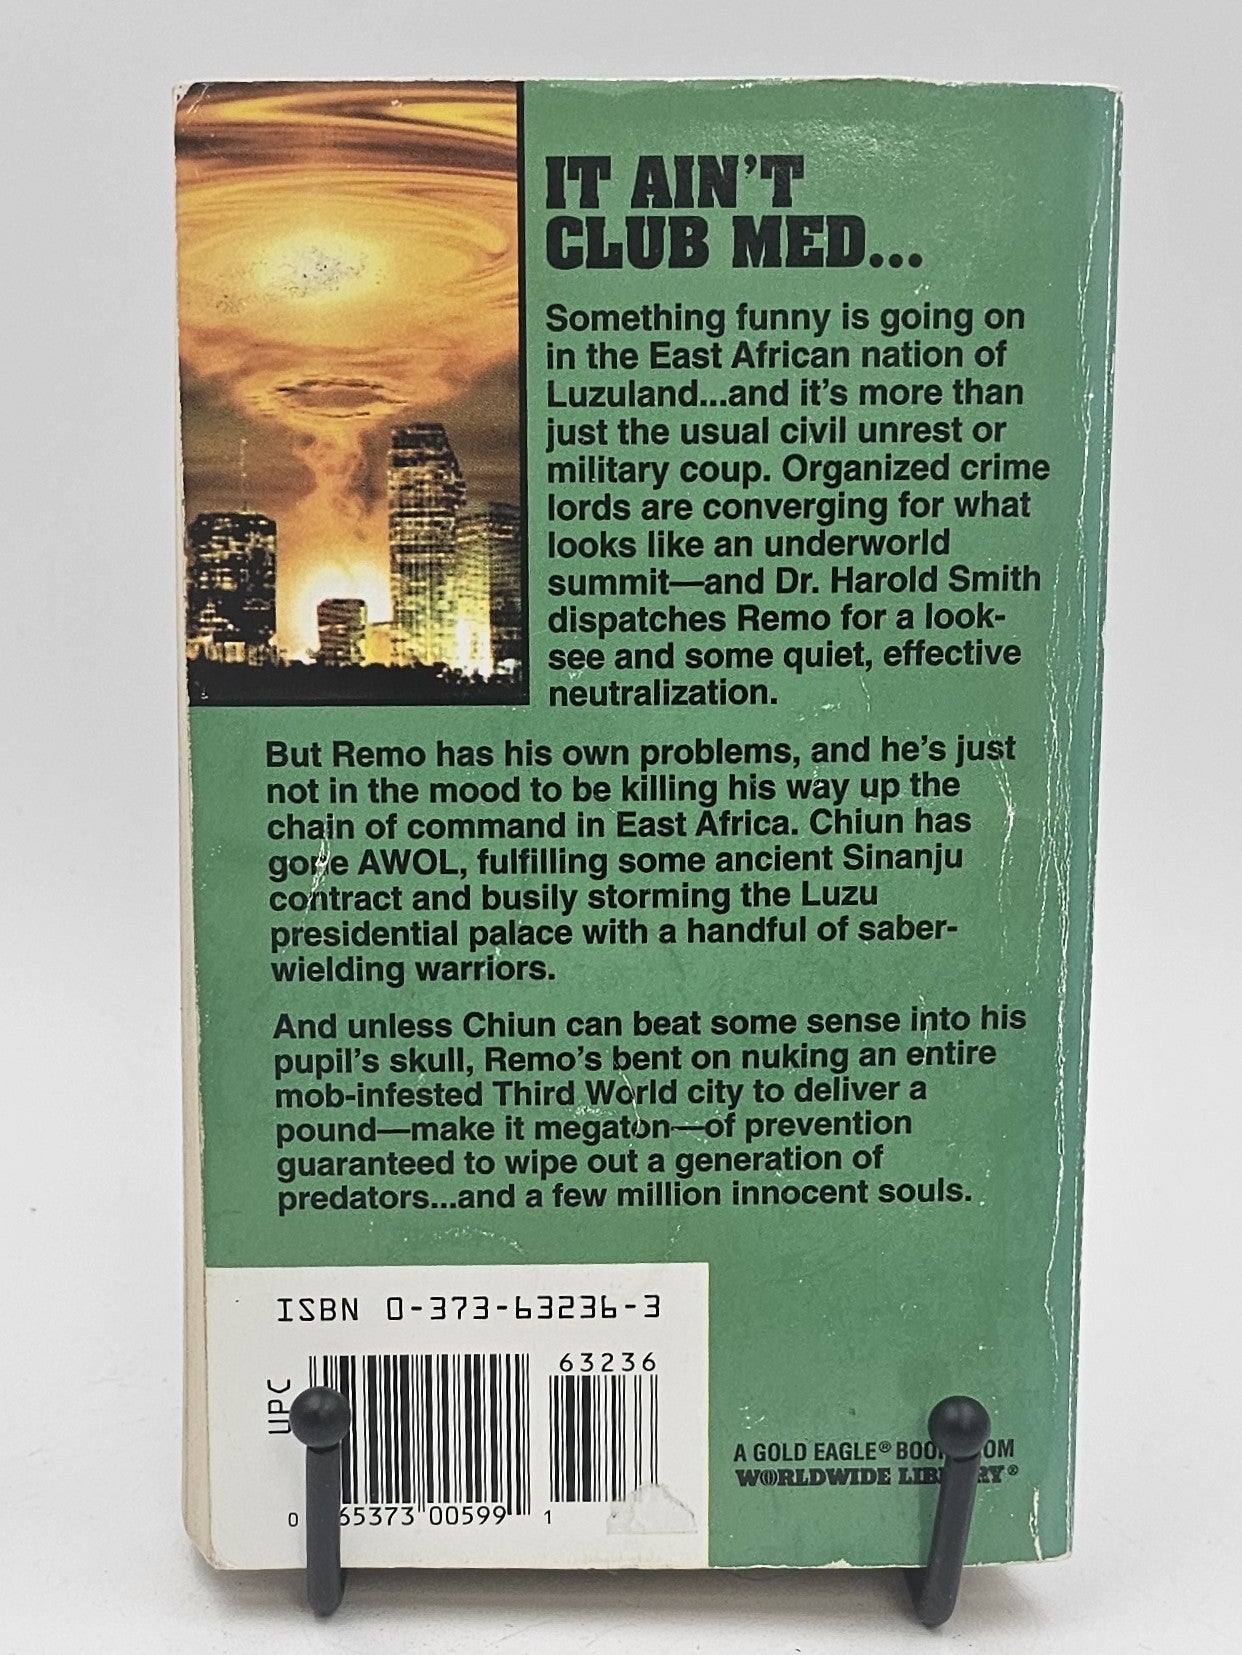 IT AIN'T
CLUB MED...
Something funny is going on
in the East African nation of
Luzuland...and it's more than
just the usual civil unrest or
military coup. Organized crime
lords are converging for what
looks like an underworld
summit—and Dr. Harold Smith
dispatches Remo for a look-
see and some quiet, effective
neutralization.
But Remo has his own problems, and he's just
not in the mood to be killing his way up the
chain of command in East Africa. Chiun has
gone AWOL, fulfilling some ancient Sinanju
contract and busily storming the Luzu
presidential palace with a handful of saber-
wielding warriors.
And unless Chiun can beat some sense into his
pupil's skull, Remo's bent on nuking an entire
mob-infested Third World city to deliver a
pound—make it megaton—of prevention
guaranteed to wipe out a generation of
predators...and a few million innocent souls.
ISBN 0-373-63236-3
63236
UPC
0 65373 00599 1
A GOLD EAGLE® BOOK FROM
WORLDWIDE LIBRARY®